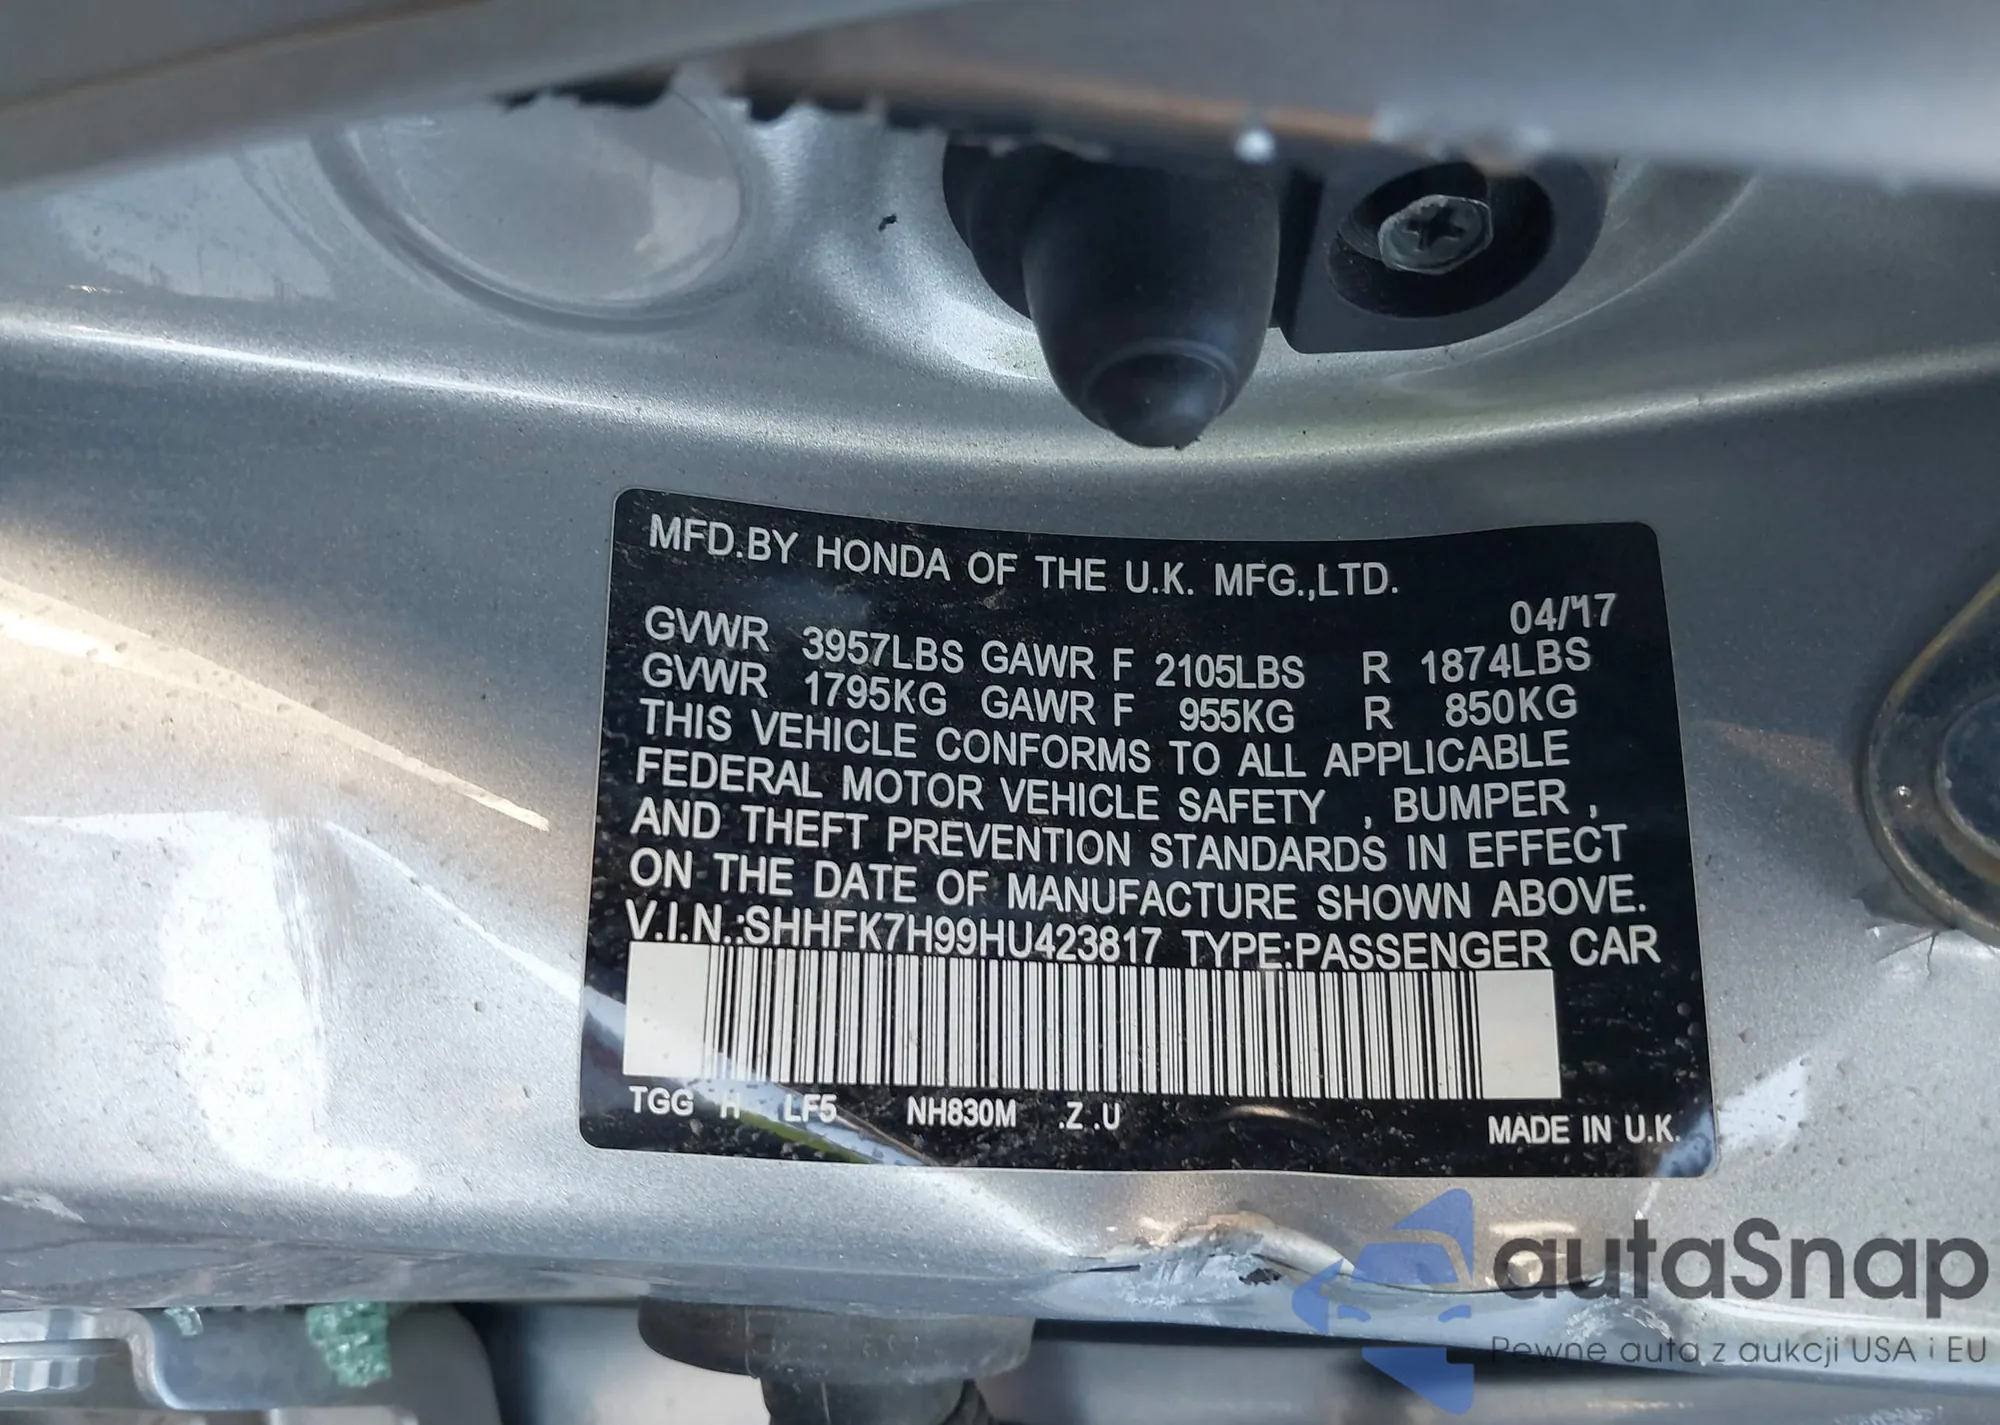 MFD.BY HONDA OF THE U.K. MFG.,LTD.
04/17
GVWR 3957LBS GAWR F 2105LBS R 1874LBS
GVWR 1795KG GAWR F 955KG R 850KG
THIS VEHICLE CONFORMS TO ALL APPLICABLE
FEDERAL MOTOR VEHICLE SAFETY , BUMPER ,
AND THEFT PREVENTION STANDARDS IN EFFECT
ON THE DATE OF MANUFACTURE SHOWN ABOVE.
V.I.N.:SHHFK7H99HU423817 TYPE:PASSENGER CAR
TGG H LF5 NH830M .Z .U MADE IN U.K.
autaSnap
Pewne auta z aukcji USA i EU